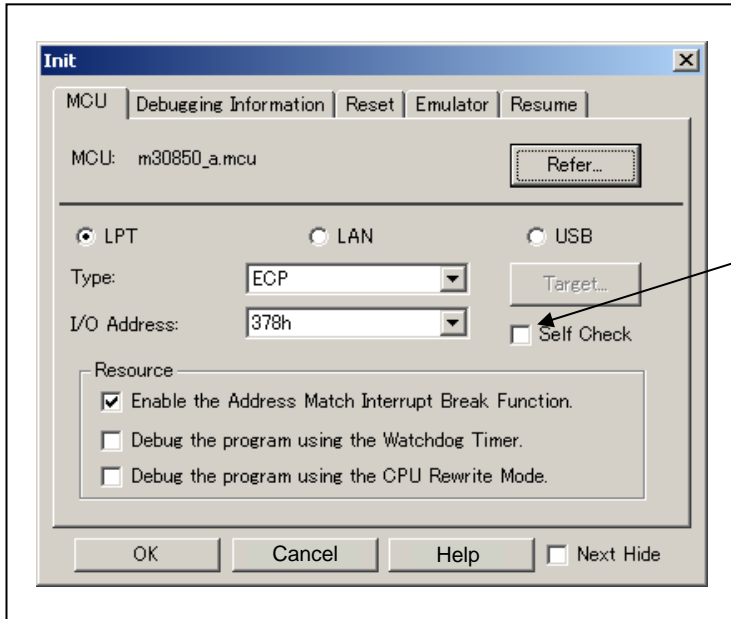 Init
MCU Debugging Information Reset Emulator Resume
MCU: m30850_a.mcu Refer...
LPT LAN USB
Type: ECP Target...
I/O Address: 378h Self Check
Resource
Enable the Address Match Interrupt Break Function.
Debug the program using the Watchdog Timer.
Debug the program using the CPU Rewrite Mode.
OK Cancel Help Next Hide